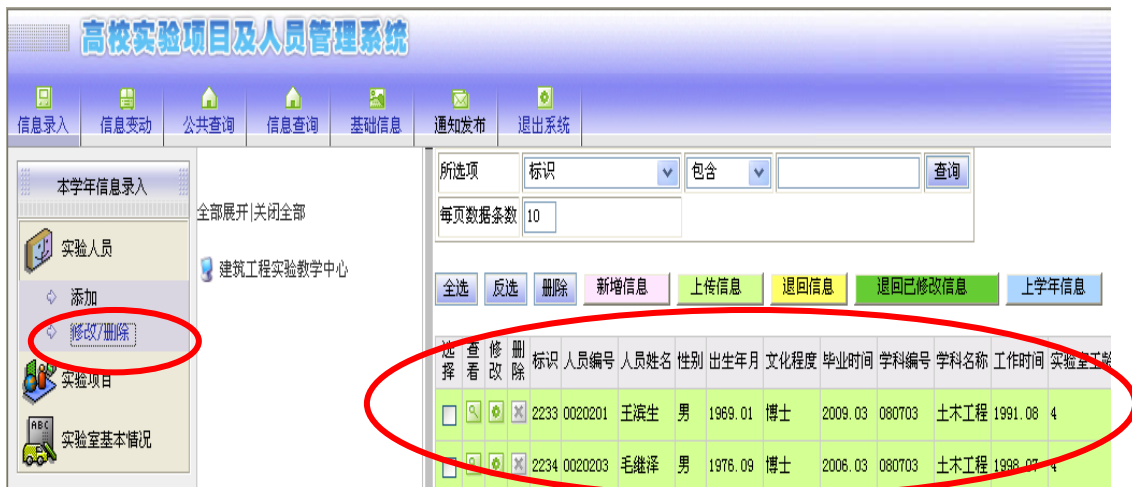 高校实验项目及人员管理系统
信息录入 信息变动 公共查询 信息查询 基础信息 通知发布 退出系统
本学年信息录入
实验人员
添加
修改/删除
实验项目
ABC
实验室基本情况
全部展开|关闭全部
建筑工程实验教学中心
所选项 标识 包含 查询
每页数据条数 10
全选 反选 删除 新增信息 上传信息 退回信息 退回已修改信息 上学年信息
选择 查看 修改 删除 标识 人员编号 人员姓名 性别 出生年月 文化程度 毕业时间 学科编号 学科名称 工作时间 实验室工龄
2233 0020201 王滨生 男 1969.01 博士 2009.03 080703 土木工程 1991.08 4
2234 0020203 毛继泽 男 1976.09 博士 2006.03 080703 土木工程 1998.07 4